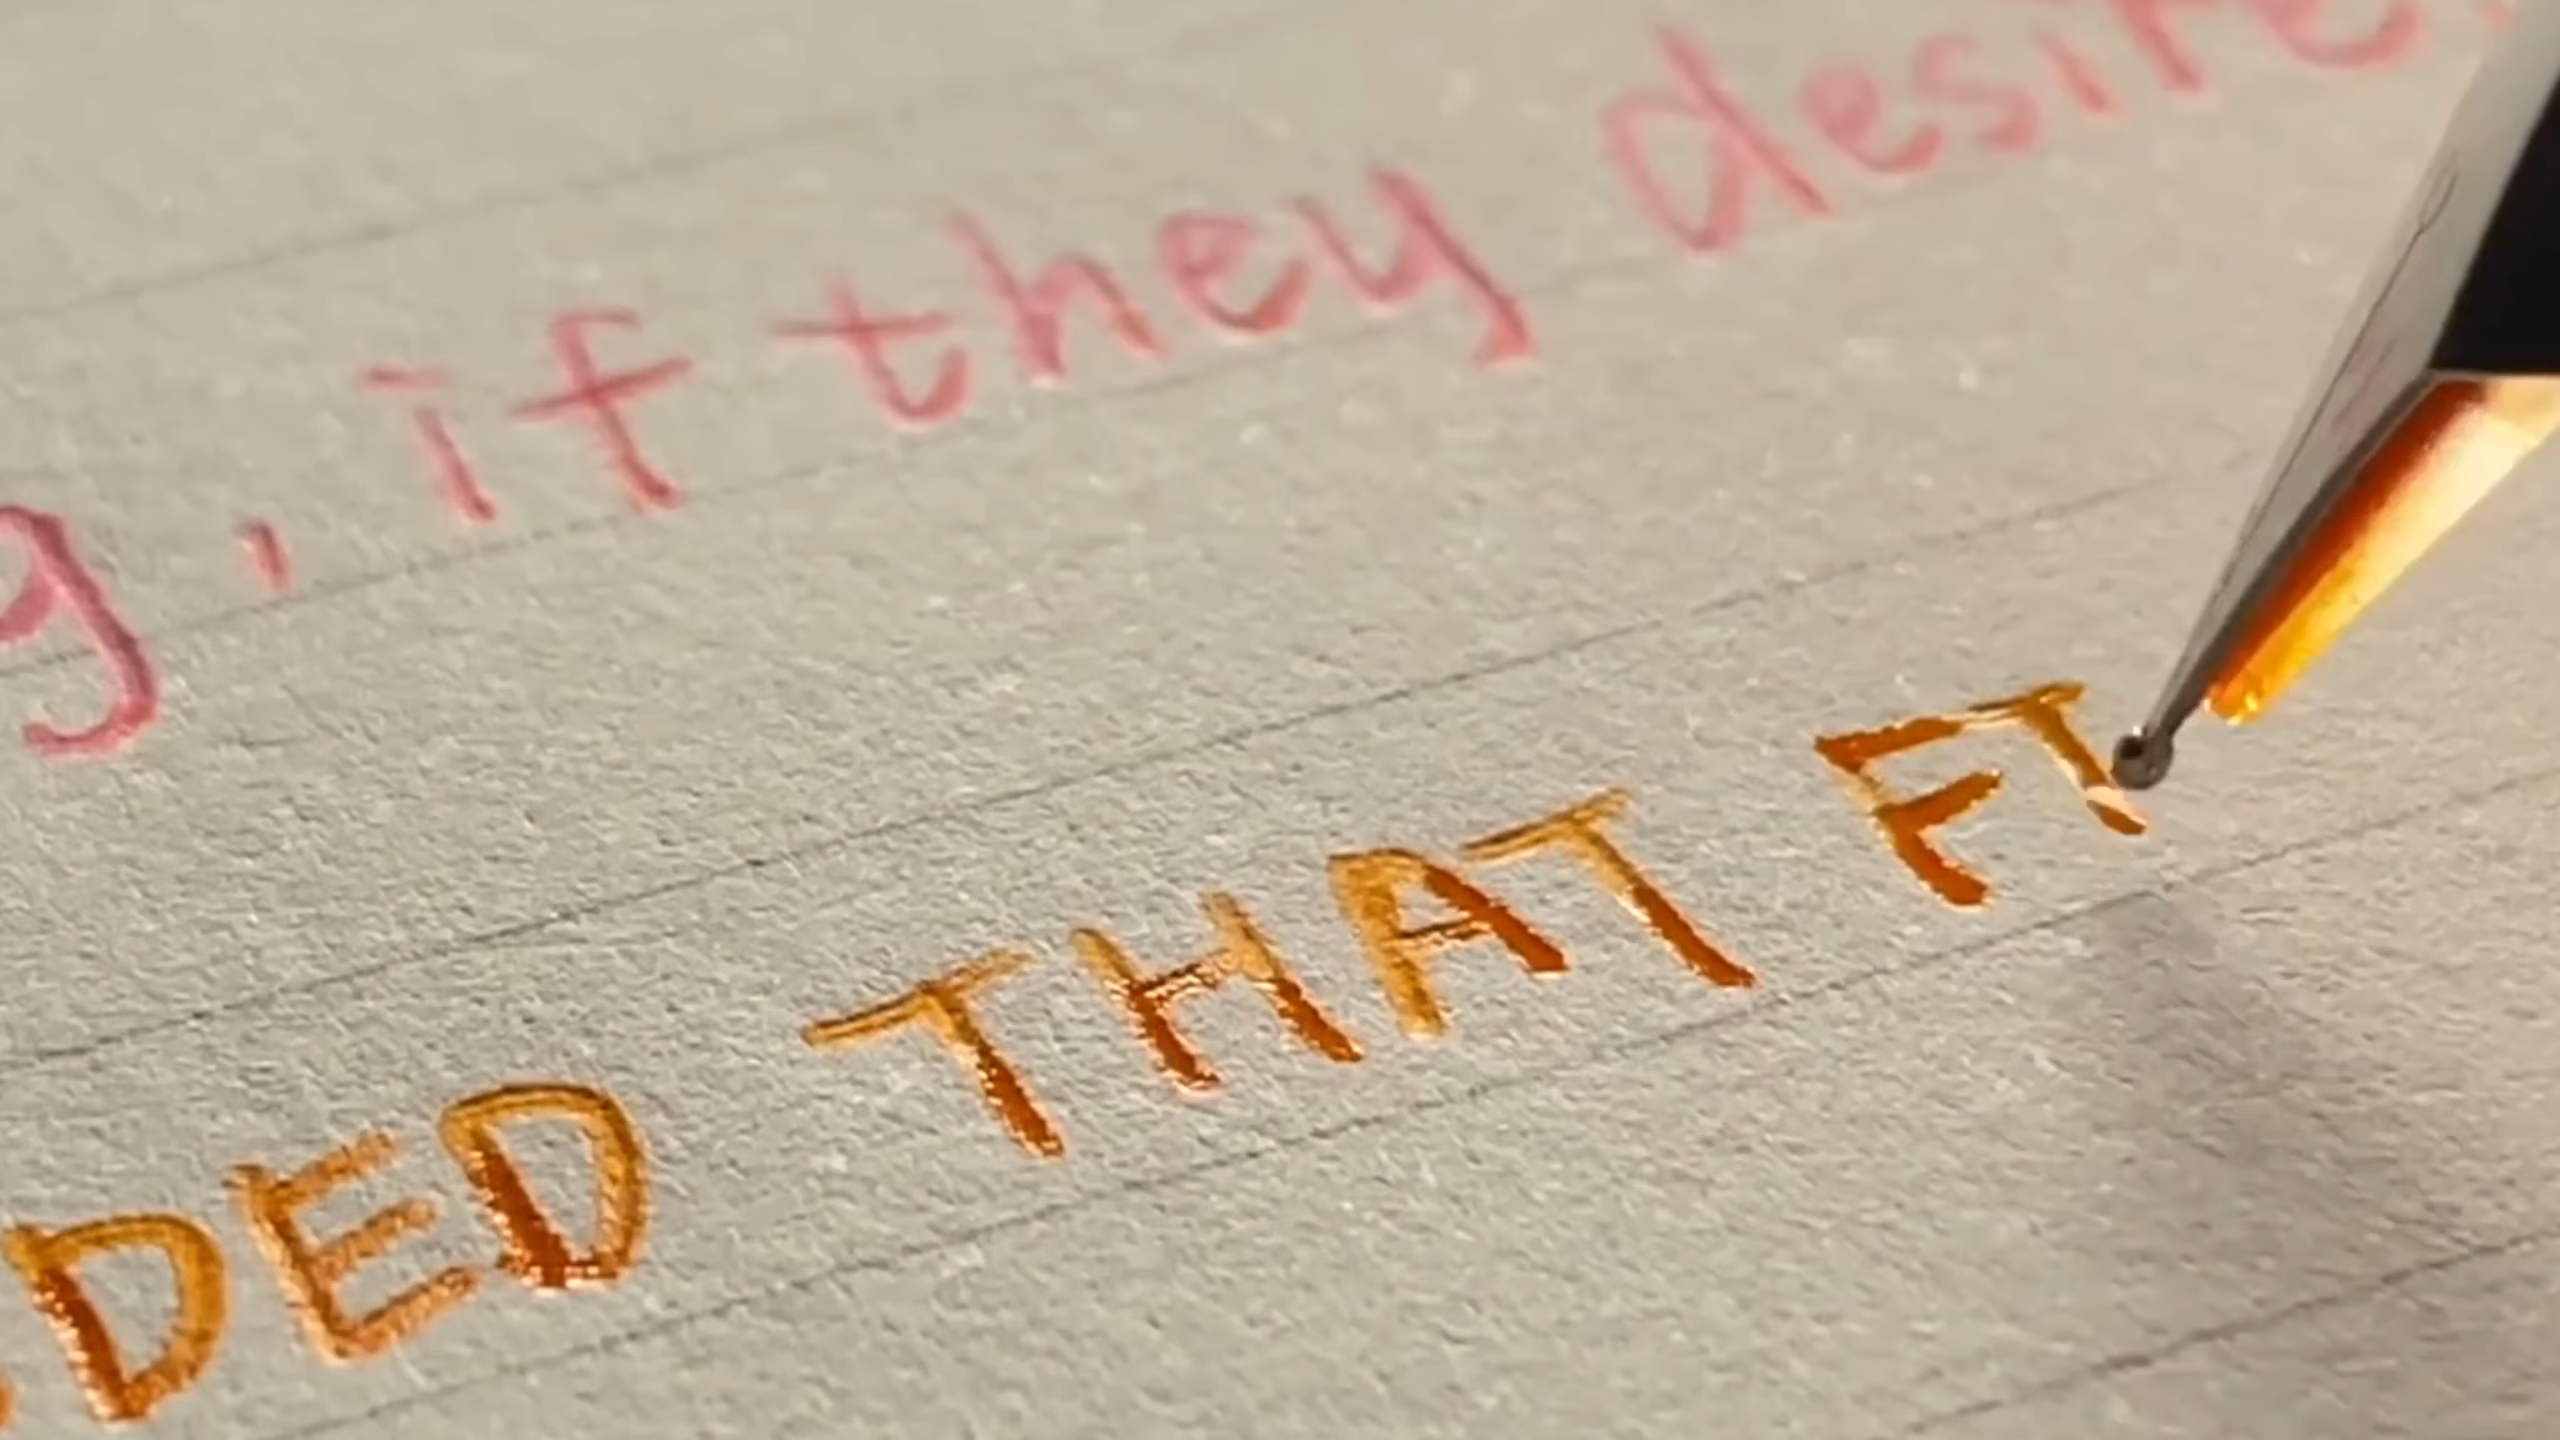 g, if they desire
DED THAT